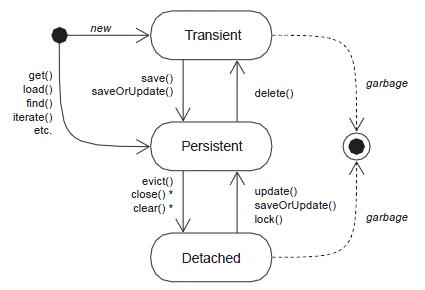 new
Transient
get()
load()
find()
iterate()
etc.
save()
saveOrUpdate()
delete()
garbage
Persistent
evict()
close() *
clear() *
update()
saveOrUpdate()
lock()
garbage
Detached